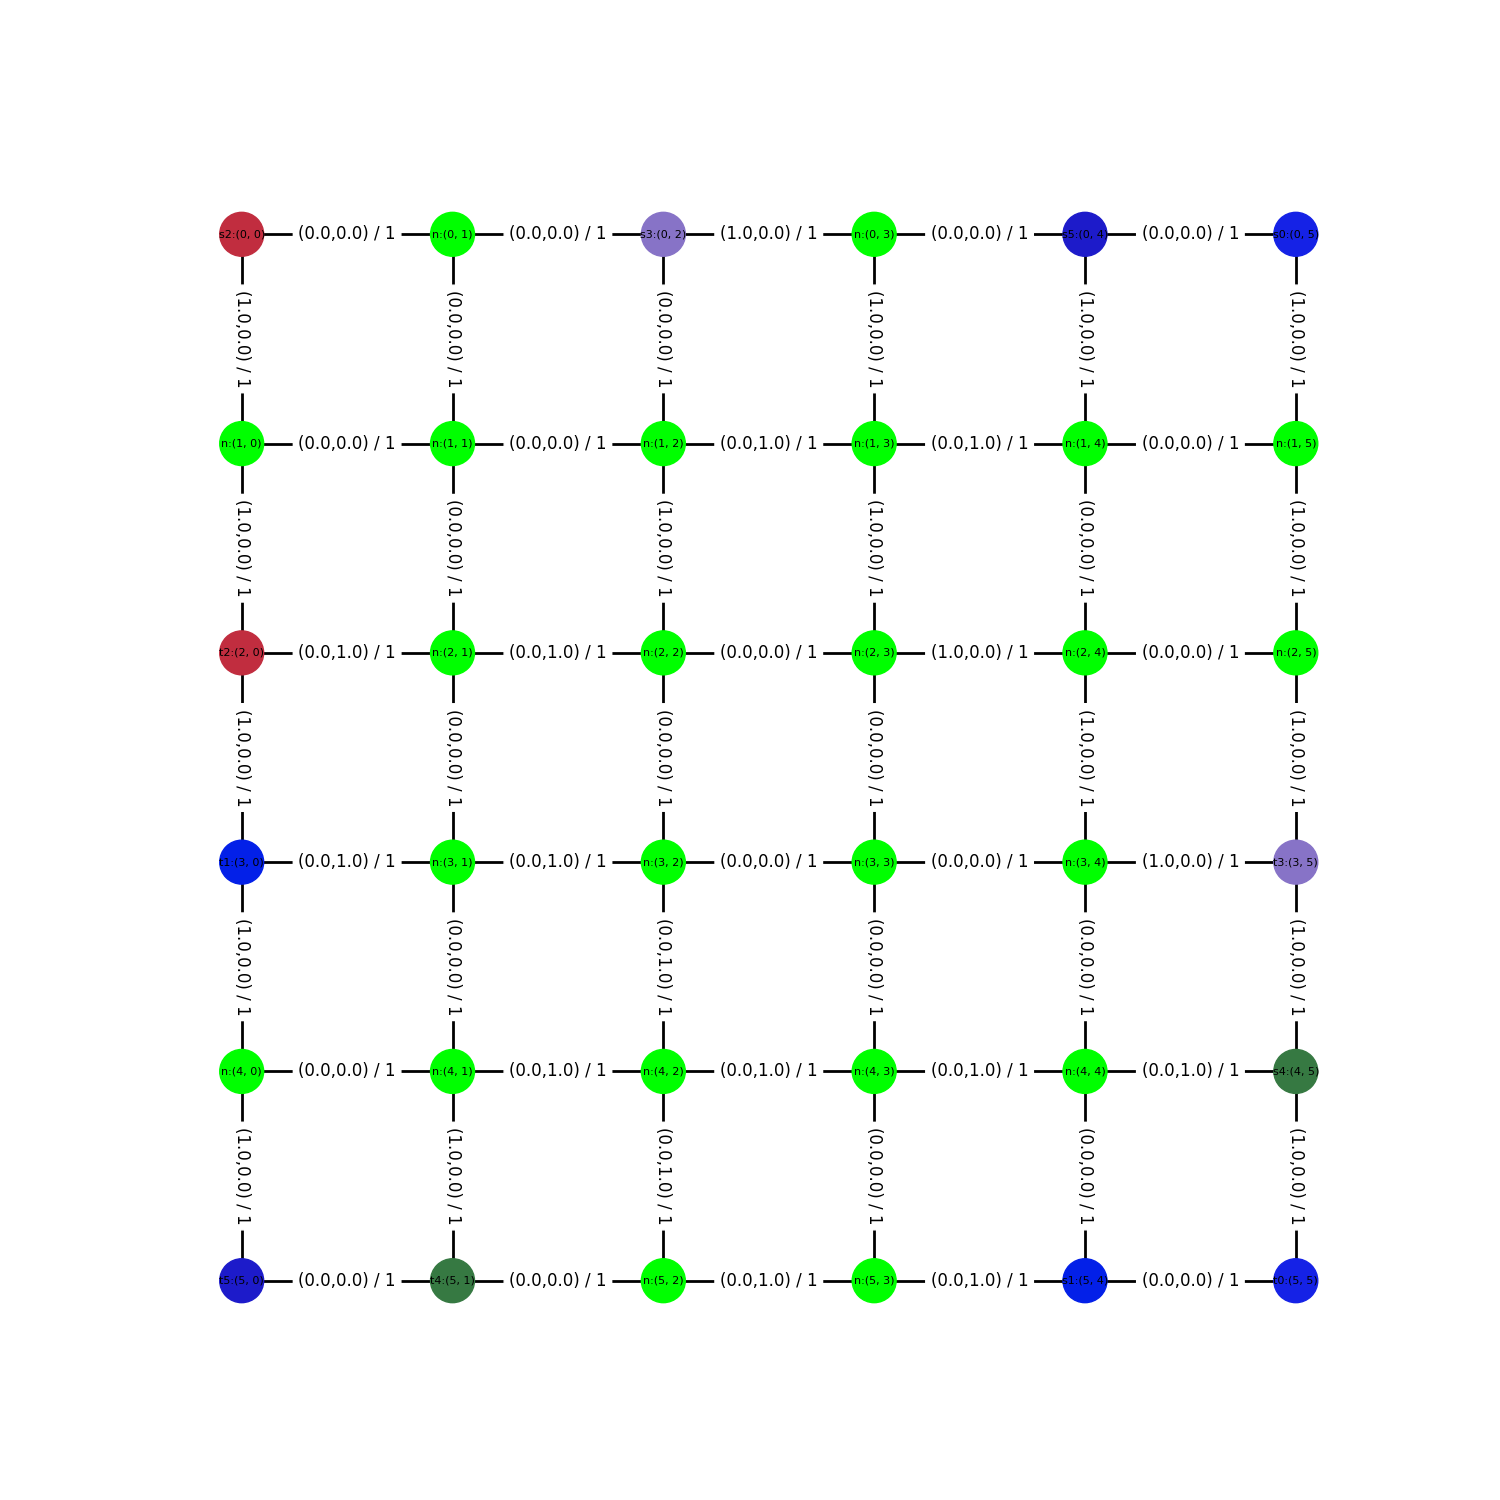 s2:(0, 0) (0.0,0.0) / 1 n:(0, 1) (0.0,0.0) / 1 s3:(0, 2) (1.0,0.0) / 1 n:(0, 3) (0.0,0.0) / 1 s5:(0, 4) (0.0,0.0) / 1 s0:(0, 5)
(1.0,0.0) / 1 (0.0,0.0) / 1 (0.0,0.0) / 1 (1.0,0.0) / 1 (1.0,0.0) / 1 (1.0,0.0) / 1
n:(1, 0) (0.0,0.0) / 1 n:(1, 1) (0.0,0.0) / 1 n:(1, 2) (0.0,1.0) / 1 n:(1, 3) (0.0,1.0) / 1 n:(1, 4) (0.0,0.0) / 1 n:(1, 5)
(1.0,0.0) / 1 (0.0,0.0) / 1 (1.0,0.0) / 1 (1.0,0.0) / 1 (0.0,0.0) / 1 (1.0,0.0) / 1
t2:(2, 0) (0.0,1.0) / 1 n:(2, 1) (0.0,1.0) / 1 n:(2, 2) (0.0,0.0) / 1 n:(2, 3) (1.0,0.0) / 1 n:(2, 4) (0.0,0.0) / 1 n:(2, 5)
(1.0,0.0) / 1 (0.0,0.0) / 1 (0.0,0.0) / 1 (0.0,0.0) / 1 (1.0,0.0) / 1 (1.0,0.0) / 1
t1:(3, 0) (0.0,1.0) / 1 n:(3, 1) (0.0,1.0) / 1 n:(3, 2) (0.0,0.0) / 1 n:(3, 3) (0.0,0.0) / 1 n:(3, 4) (1.0,0.0) / 1 t3:(3, 5)
(1.0,0.0) / 1 (0.0,0.0) / 1 (0.0,1.0) / 1 (0.0,0.0) / 1 (0.0,0.0) / 1 (1.0,0.0) / 1
n:(4, 0) (0.0,0.0) / 1 n:(4, 1) (0.0,1.0) / 1 n:(4, 2) (0.0,1.0) / 1 n:(4, 3) (0.0,1.0) / 1 n:(4, 4) (0.0,1.0) / 1 s4:(4, 5)
(1.0,0.0) / 1 (1.0,0.0) / 1 (0.0,1.0) / 1 (0.0,0.0) / 1 (0.0,0.0) / 1 (1.0,0.0) / 1
t5:(5, 0) (0.0,0.0) / 1 t4:(5, 1) (0.0,0.0) / 1 n:(5, 2) (0.0,1.0) / 1 n:(5, 3) (0.0,1.0) / 1 s1:(5, 4) (0.0,0.0) / 1 t0:(5, 5)